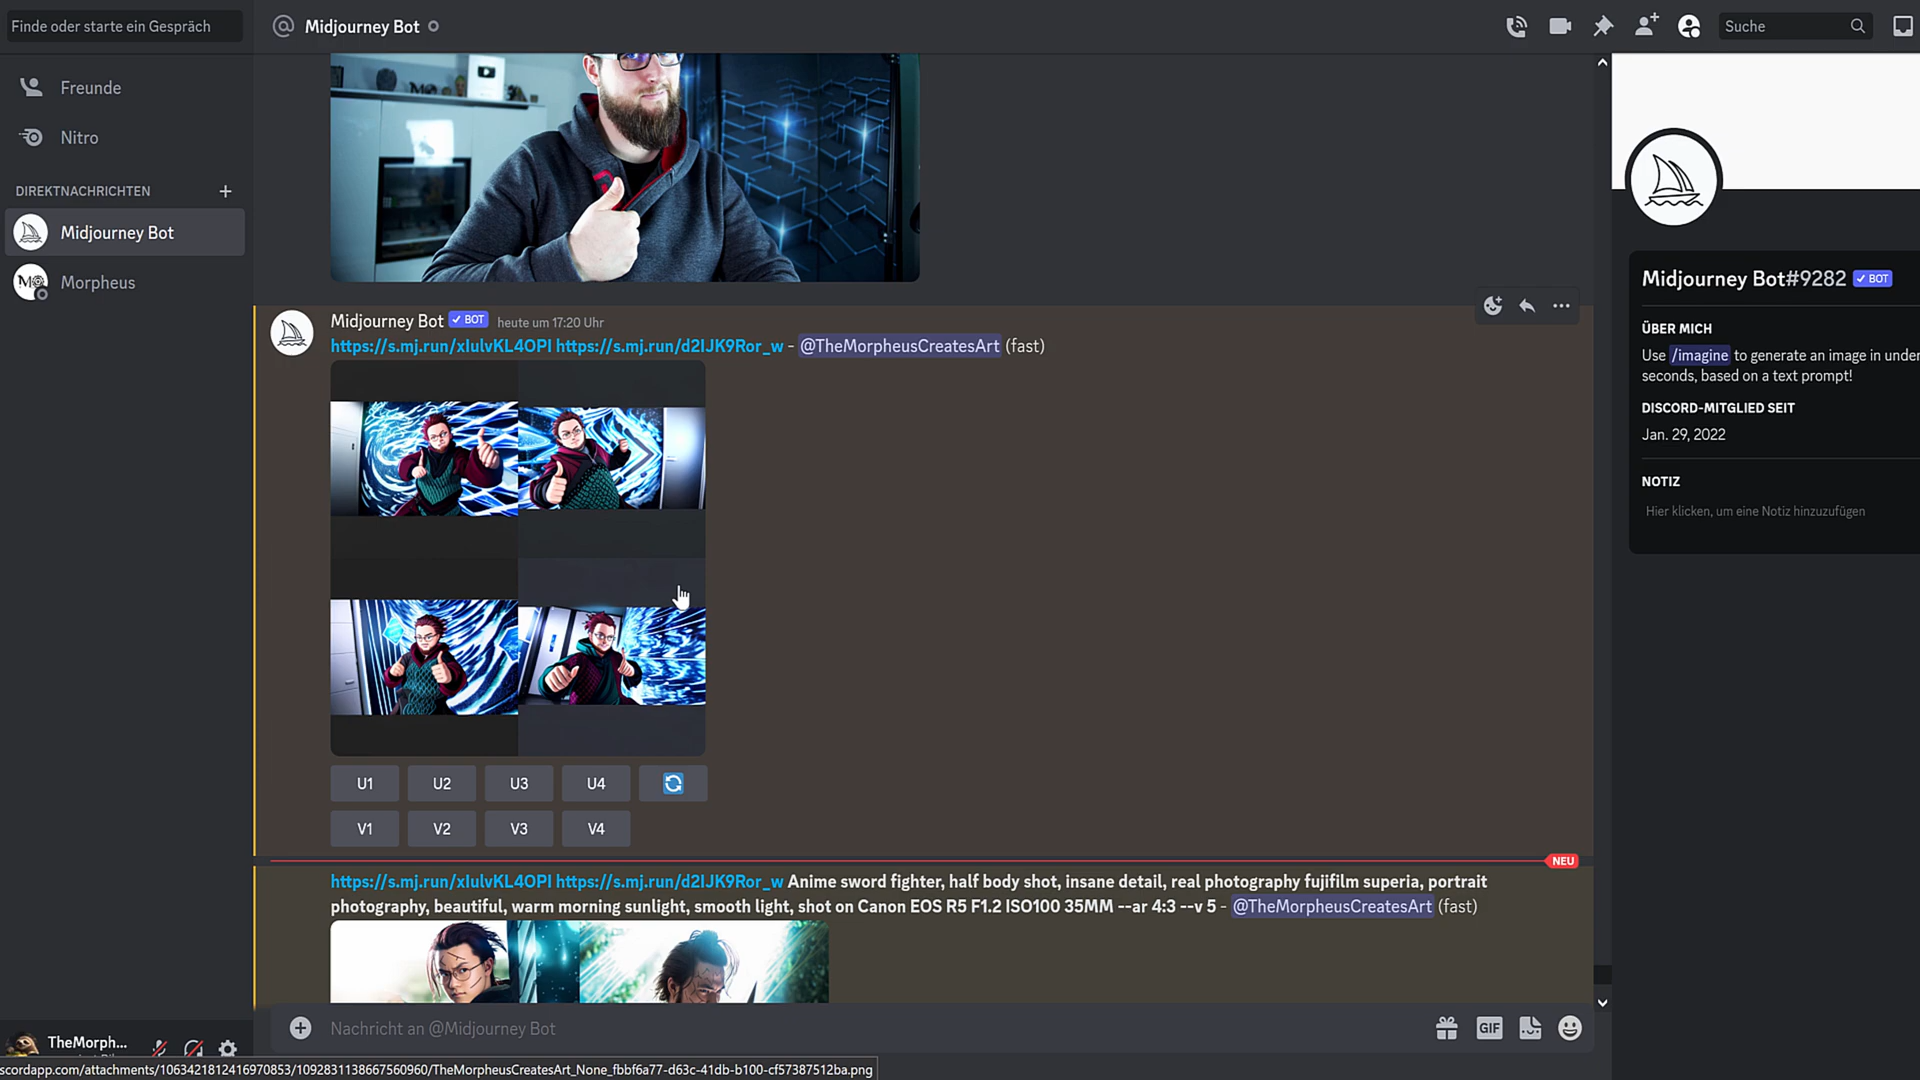 Finde oder starte ein Gespräch
Midjourney Bot
Suche
Freunde
Nitro
DIREKTNACHRICHTEN
Midjourney Bot
Morpheus
Midjourney Bot BOT heute um 17:20 Uhr
https://s.mj.run/xIulvKL4OPI https://s.mj.run/d2IJK9Ror_w - @TheMorpheusCreatesArt (fast)
U1 U2 U3 U4
V1 V2 V3 V4
NEU
https://s.mj.run/xIulvKL4OPI https://s.mj.run/d2IJK9Ror_w Anime sword fighter, half body shot, insane detail, real photography fujifilm superia, portrait
photography, beautiful, warm morning sunlight, smooth light, shot on Canon EOS R5 F1.2 ISO100 35MM --ar 4:3 --v 5 - @TheMorpheusCreatesArt (fast)
Nachricht an @Midjourney Bot
GIF
Midjourney Bot#9282 BOT
ÜBER MICH
Use /imagine to generate an image in under
seconds, based on a text prompt!
DISCORD-MITGLIED SEIT
Jan. 29, 2022
NOTIZ
Hier klicken, um eine Notiz hinzuzufügen
TheMorph...
scordapp.com/attachments/1063421812416970853/1092831138667560960/TheMorpheusCreatesArt_None_fbbf6a77-d63c-41db-b100-cf57387512ba.png